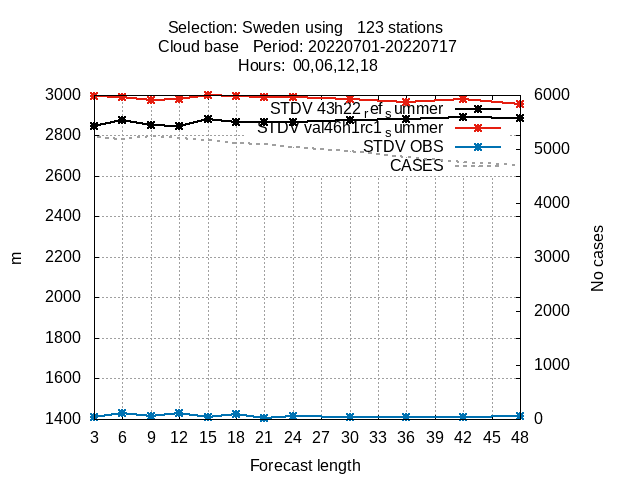 Selection: Sweden using 123 stations
Cloud base Period: 20220701-20220717
Hours: 00,06,12,18
3000
2800
2600
2400
2200
2000
1800
1600
1400
m
STDV 43h22_ref_summer
STDV val46h1rc1_summer
STDV OBS
CASES
6000
5000
4000
3000
2000
1000
0
No cases
3 6 9 12 15 18 21 24 27 30 33 36 39 42 45 48
Forecast length